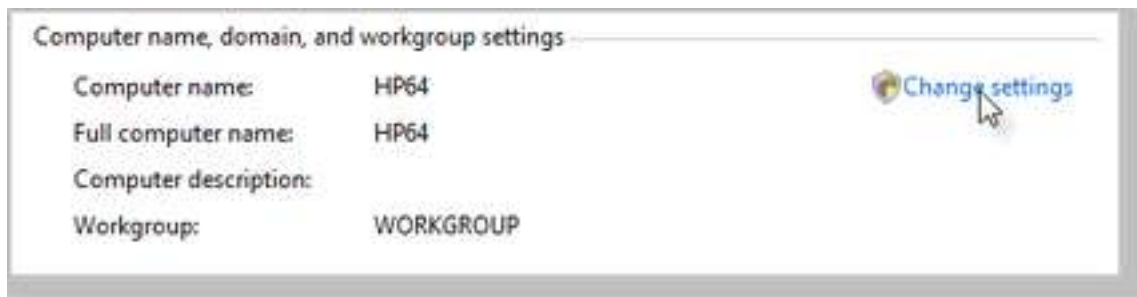 Computer name, domain, and workgroup settings
Computer name: HP64 Change settings
Full computer name: HP64
Computer description:
Workgroup: WORKGROUP